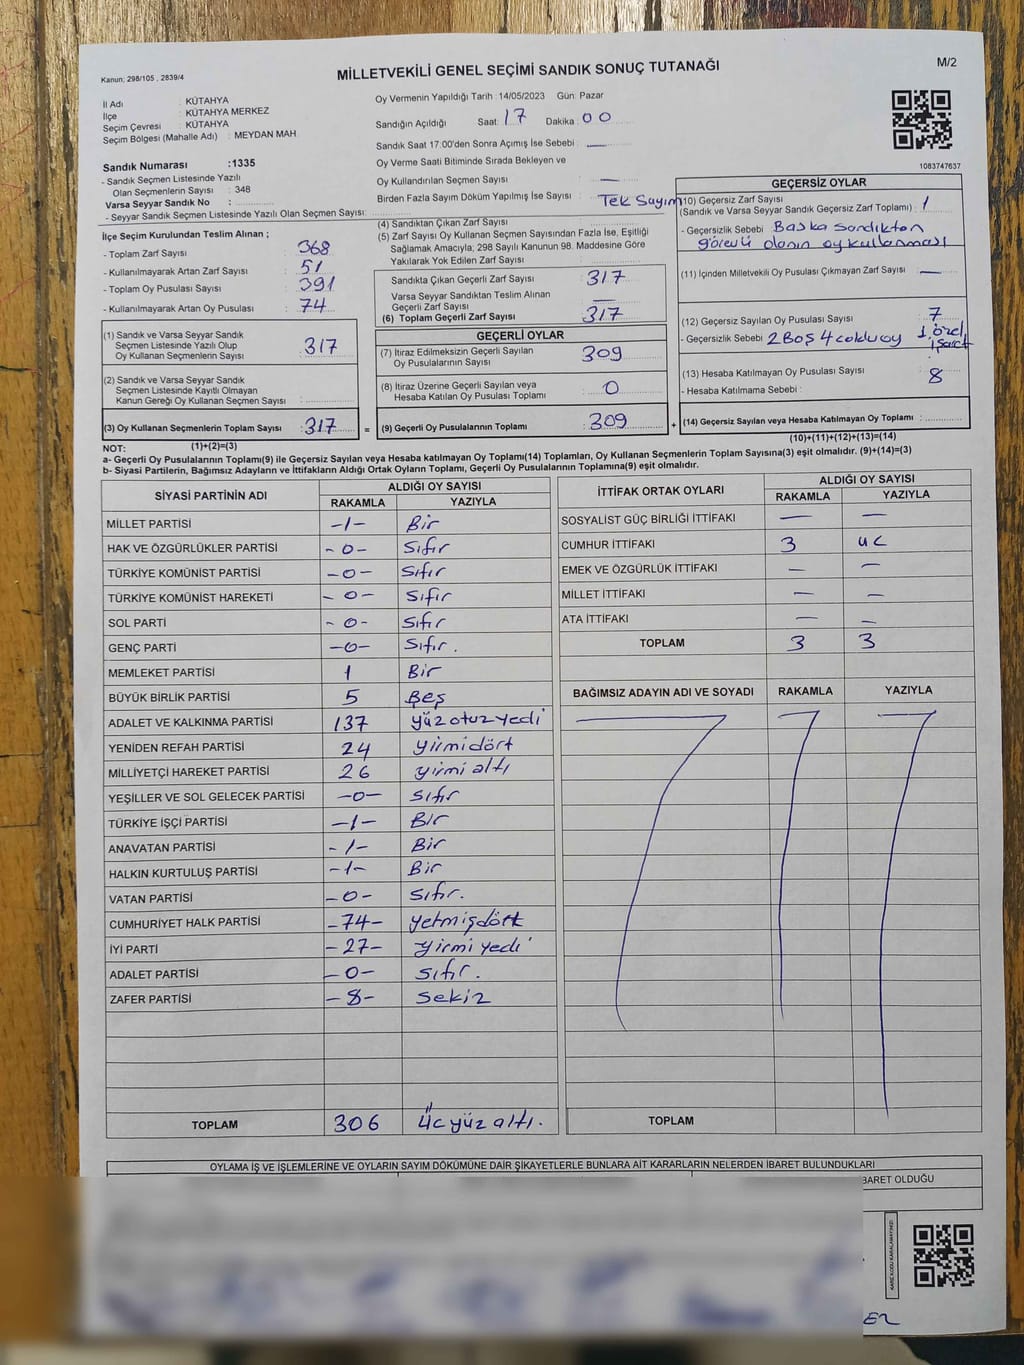 Kanun; 298/105 , 2839/4
MİLLETVEKİLİ GENEL SEÇİMİ SANDIK SONUÇ TUTANAĞI
M/2
İl Adı : KÜTAHYA
İlçe : KÜTAHYA MERKEZ
Seçim Çevresi : KÜTAHYA
Seçim Bölgesi (Mahalle Adı) : MEYDAN MAH
Sandık Numarası :1335
- Sandık Seçmen Listesinde Yazılı
Olan Seçmenlerin Sayısı : 348
Varsa Seyyar Sandık No :
- Seyyar Sandık Seçmen Listesinde Yazılı Olan Seçmen Sayısı:
Oy Vermenin Yapıldığı Tarih : 14/05/2023 Gün: Pazar
Sandığın Açıldığı Saat: 17 Dakika : 00
Sandık Saat 17.00'den Sonra Açımış İse Sebebi : —
Oy Verme Saati Bitiminde Sırada Bekleyen ve
Oy Kullandırılan Seçmen Sayısı : —
Birden Fazla Sayım Döküm Yapılmış İse Sayısı : Tek Sayım
1083747637
İlçe Seçim Kurulundan Teslim Alınan ;
- Toplam Zarf Sayısı : 368
- Kullanılmayarak Artan Zarf Sayısı : 51
- Toplam Oy Pusulası Sayısı : 391
- Kullanılmayarak Artan Oy Pusulası : 74
(1) Sandık ve Varsa Seyyar Sandık
Seçmen Listesinde Yazılı Olup
Oy Kullanan Seçmenlerin Sayısı : 317
(2) Sandık ve Varsa Seyyar Sandık
Seçmen Listesinde Kayıtlı Olmayan
Kanun Gereği Oy Kullanan Seçmen Sayısı :
(3) Oy Kullanan Seçmenlerin Toplam Sayısı : 317 =
(4) Sandıktan Çıkan Zarf Sayısı
(5) Zarf Sayısı Oy Kullanan Seçmen Sayısından Fazla İse, Eşitliği
Sağlamak Amacıyla; 298 Sayılı Kanunun 98. Maddesine Göre
Yakılarak Yok Edilen Zarf Sayısı :
Sandıkta Çıkan Geçerli Zarf Sayısı : 317
Varsa Seyyar Sandıktan Teslim Alınan
Geçerli Zarf Sayısı : —
(6) Toplam Geçerli Zarf Sayısı : 317
GEÇERLİ OYLAR
(7) İtiraz Edilmeksizin Geçerli Sayılan
Oy Pusulalarının Sayısı : 309
(8) İtiraz Üzerine Geçerli Sayılan veya
Hesaba Katılan Oy Pusulası Toplamı : 0
(9) Geçerli Oy Pusulalarının Toplamı : 309 +
GEÇERSİZ OYLAR
(10) Geçersiz Zarf Sayısı
(Sandık ve Varsa Seyyar Sandık Geçersiz Zarf Toplamı) : 1
- Geçersizlik Sebebi : Başka Sandıktan
görevli olanın oy kullanması
(11) İçinden Milletvekili Oy Pusulası Çıkmayan Zarf Sayısı : —
(12) Geçersiz Sayılan Oy Pusulası Sayısı : 7
- Geçersizlik Sebebi 2 Boş 4 coldu oy 1 özel işaret
(13) Hesaba Katılmayan Oy Pusulası Sayısı : 8
- Hesaba Katılmama Sebebi :
(14) Geçersiz Sayılan veya Hesaba Katılmayan Oy Toplamı :
NOT: (1)+(2)=(3) (10)+(11)+(12)+(13)=(14)
a- Geçerli Oy Pusulalarının Toplamı(9) ile Geçersiz Sayılan veya Hesaba katılmayan Oy Toplamı(14) Toplamları, Oy Kullanan Seçmenlerin Toplam Sayısına(3) eşit olmalıdır. (9)+(14)=(3)
b- Siyasi Partilerin, Bağımsız Adayların ve İttifakların Aldığı Ortak Oyların Toplamı, Geçerli Oy Pusulalarının Toplamına(9) eşit olmalıdır.
SİYASİ PARTİNİN ADI ALDIĞI OY SAYISI
RAKAMLA YAZIYLA
MİLLET PARTİSİ -1- Bir
HAK VE ÖZGÜRLÜKLER PARTİSİ -0- Sıfır
TÜRKİYE KOMÜNİST PARTİSİ -0- Sıfır
TÜRKİYE KOMÜNİST HAREKETİ -0- Sıfır
SOL PARTİ -0- Sıfır
GENÇ PARTİ -0- Sıfır.
MEMLEKET PARTİSİ 1 Bir
BÜYÜK BİRLİK PARTİSİ 5 Beş
ADALET VE KALKINMA PARTİSİ 137 yüz otuz yedi
YENİDEN REFAH PARTİSİ 24 yirmi dört
MİLLİYETÇİ HAREKET PARTİSİ 26 yirmi altı
YEŞİLLER VE SOL GELECEK PARTİSİ -0- Sıfır
TÜRKİYE İŞÇİ PARTİSİ -1- Bir
ANAVATAN PARTİSİ -1- Bir
HALKIN KURTULUŞ PARTİSİ -1- Bir
VATAN PARTİSİ -0- Sıfır.
CUMHURİYET HALK PARTİSİ -74- yetmişdört
İYİ PARTİ -27- yirmi yedi
ADALET PARTİSİ -0- Sıfır.
ZAFER PARTİSİ -8- Sekiz
TOPLAM 306 Üc yüz altı.
İTTİFAK ORTAK OYLARI ALDIĞI OY SAYISI
RAKAMLA YAZIYLA
SOSYALİST GÜÇ BİRLİĞİ İTTİFAKI — —
CUMHUR İTTİFAKI 3 uc
EMEK VE ÖZGÜRLÜK İTTİFAKI — —
MİLLET İTTİFAKI — —
ATA İTTİFAKI — —
TOPLAM 3 3
BAĞIMSIZ ADAYIN ADI VE SOYADI RAKAMLA YAZIYLA
TOPLAM
OYLAMA İŞ VE İŞLEMLERİNE VE OYLARIN SAYIM DÖKÜMÜNE DAİR ŞİKAYETLERLE BUNLARA AİT KARARLARIN NELERDEN İBARET BULUNDUKLARI
BARET OLDUĞU